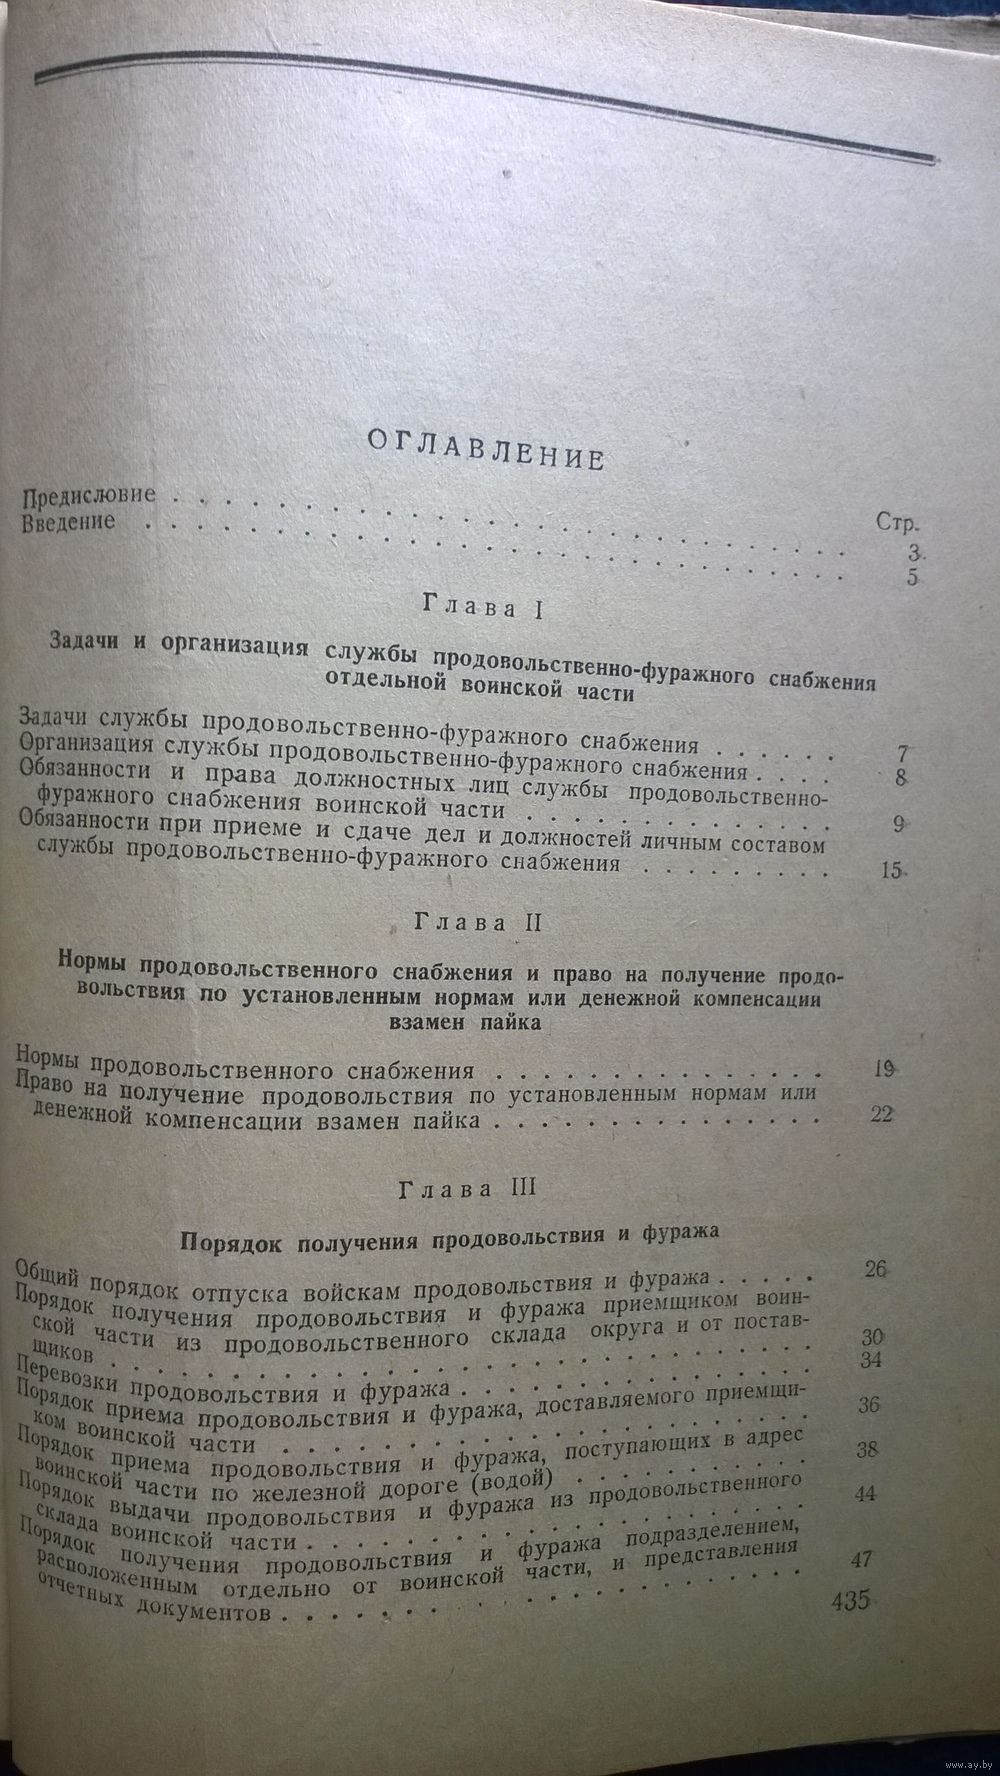 ОГЛАВЛЕНИЕ
Стр.
Предисловие . . . . . . . . . . . . . . . . . . . . . . . . . . 3
Введение . . . . . . . . . . . . . . . . . . . . . . . . . . . 5
Глава I
Задачи и организация службы продовольственно-фуражного снабжения
отдельной воинской части
Задачи службы продовольственно-фуражного снабжения . . . . . . 7
Организация службы продовольственно-фуражного снабжения . . . . 8
Обязанности и права должностных лиц службы продовольственно-
фуражного снабжения воинской части . . . . . . . . . . . . . 9
Обязанности при приеме и сдаче дел и должностей личным составом
службы продовольственно-фуражного снабжения . . . . . . . . . 15
Глава II
Нормы продовольственного снабжения и право на получение продо-
вольствия по установленным нормам или денежной компенсации
взамен пайка
Нормы продовольственного снабжения . . . . . . . . . . . . . . 19
Право на получение продовольствия по установленным нормам или
денежной компенсации взамен пайка . . . . . . . . . . . . . . 22
Глава III
Порядок получения продовольствия и фуража
Общий порядок отпуска войскам продовольствия и фуража . . . . . 26
Порядок получения продовольствия и фуража приемщиком воин-
ской части из продовольственного склада округа и от постав-
щиков . . . . . . . . . . . . . . . . . . . . . . . . . . . 30
Перевозки продовольствия и фуража . . . . . . . . . . . . . . . 34
Порядок приема продовольствия и фуража, доставляемого приемщи-
ком воинской части . . . . . . . . . . . . . . . . . . . . . 36
Порядок приема продовольствия и фуража, поступающих в адрес
воинской части по железной дороге (водой) . . . . . . . . . . 38
Порядок выдачи продовольствия и фуража из продовольственного
склада воинской части . . . . . . . . . . . . . . . . . . . . 44
Порядок получения продовольствия и фуража подразделением,
расположенным отдельно от воинской части, и представления
отчетных документов . . . . . . . . . . . . . . . . . . . . . 47
435
www.ay.by